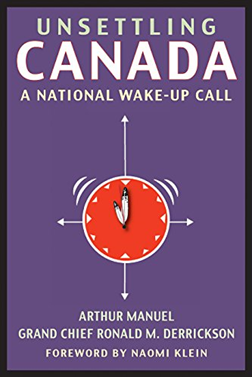 UNSETTLING
CANADA
A NATIONAL WAKE-UP CALL
ARTHUR MANUEL
GRAND CHIEF RONALD M. DERRICKSON
FOREWORD BY NAOMI KLEIN